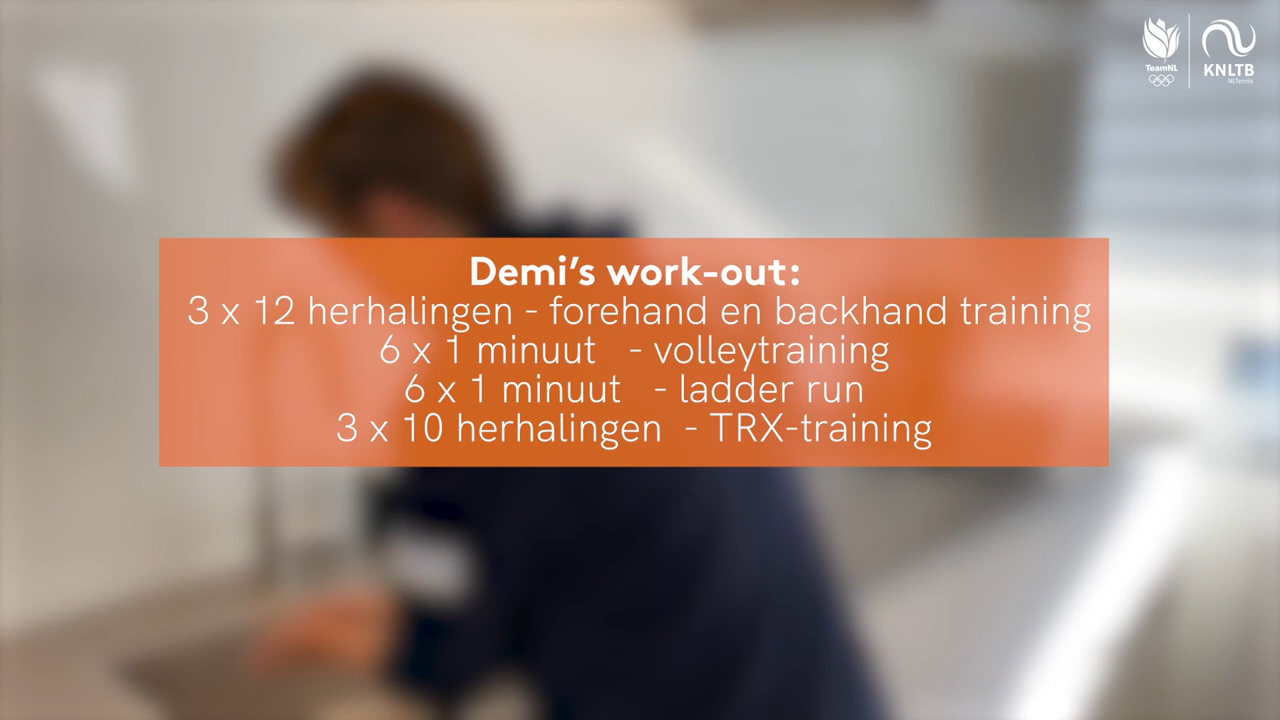 TeamNL
KNLTB
NLTennis
Demi's work-out:
3 x 12 herhalingen - forehand en backhand training
6 x 1 minuut - volleytraining
6 x 1 minuut - ladder run
3 x 10 herhalingen - TRX-training